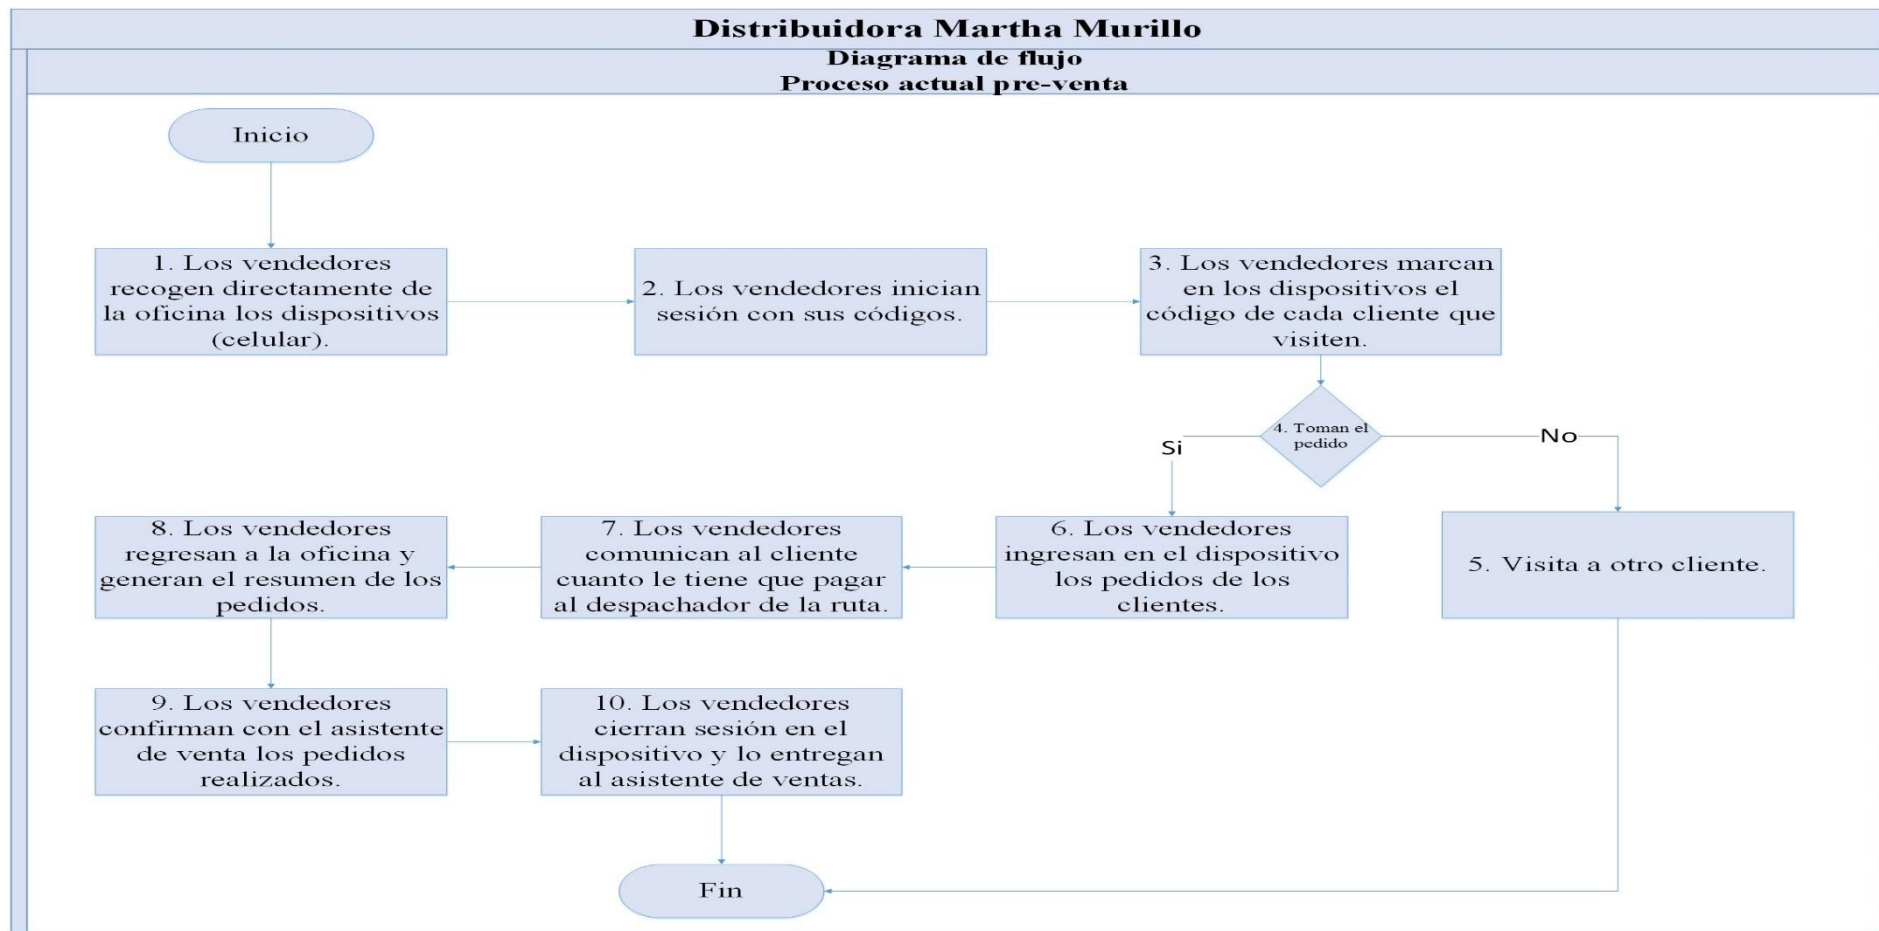 Distribuidora Martha Murillo
Diagrama de flujo
Proceso actual pre-venta
Inicio
1. Los vendedores
recogen directamente de
la oficina los dispositivos
(celular).
2. Los vendedores inician
sesión con sus códigos.
3. Los vendedores marcan
en los dispositivos el
código de cada cliente que
visiten.
4. Toman el
pedido
Si
No
8. Los vendedores
regresan a la oficina y
generan el resumen de los
pedidos.
7. Los vendedores
comunican al cliente
cuanto le tiene que pagar
al despachador de la ruta.
6. Los vendedores
ingresan en el dispositivo
los pedidos de los
clientes.
5. Visita a otro cliente.
9. Los vendedores
confirman con el asistente
de venta los pedidos
realizados.
10. Los vendedores
cierran sesión en el
dispositivo y lo entregan
al asistente de ventas.
Fin